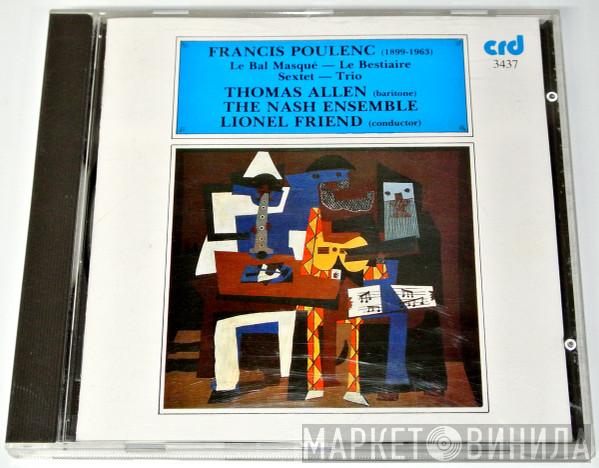 FRANCIS POULENC (1899-1963)
Le Bal Masqué — Le Bestiaire
Sextet — Trio
THOMAS ALLEN (baritone)
THE NASH ENSEMBLE
LIONEL FRIEND (conductor)
crd
3437
МАРКЕТ ВИНИЛА